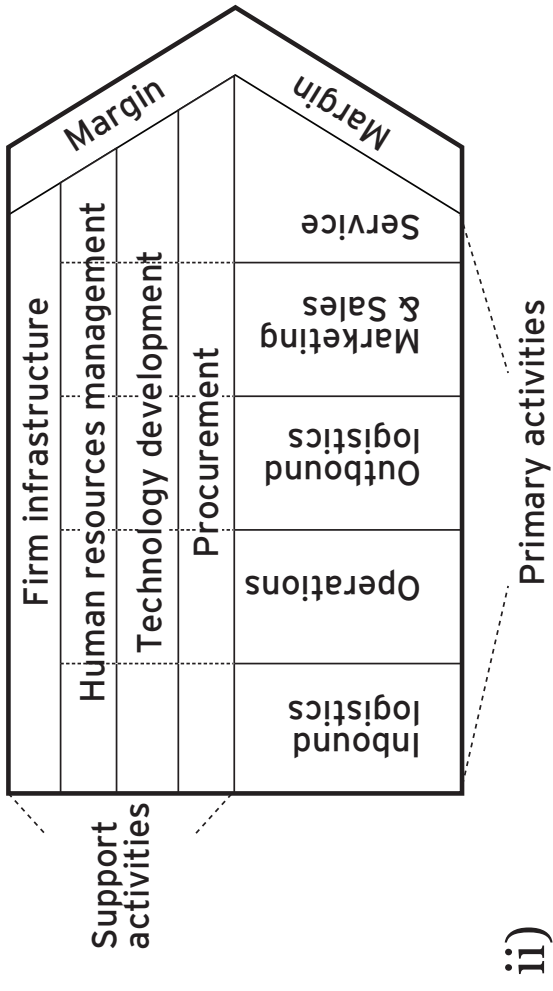 Firm infrastructure
Human resources management
Technology development
Procurement
Support
activities
Margin
Margin
Inbound
logistics
Operations
Outbound
logistics
Marketing
& Sales
Service
Primary activities
ii)